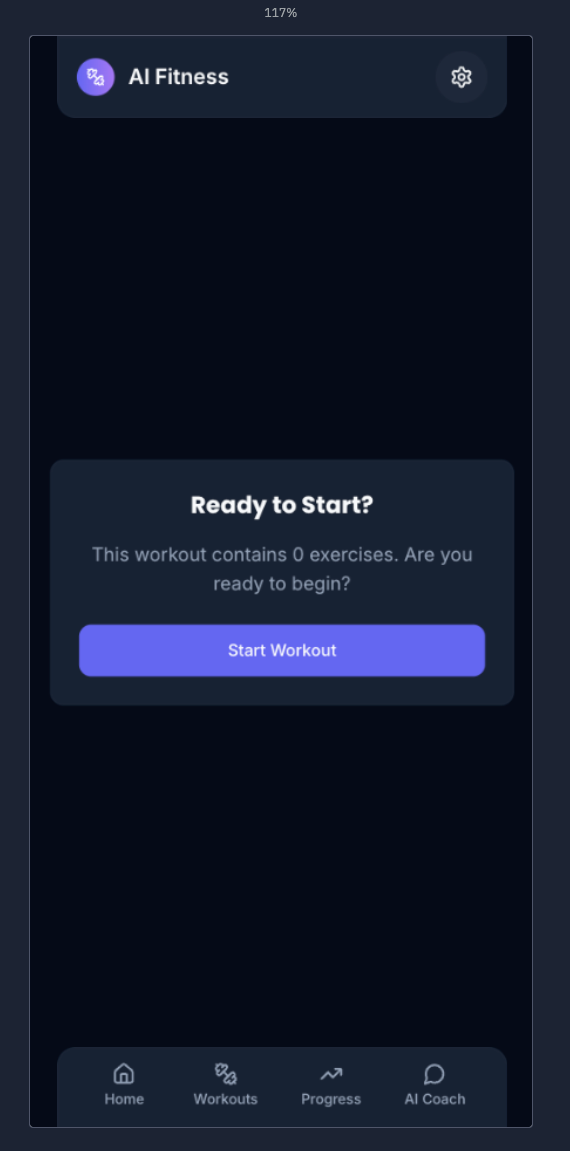 117%
AI Fitness
Ready to Start?
This workout contains 0 exercises. Are you
ready to begin?
Start Workout
Home Workouts Progress AI Coach